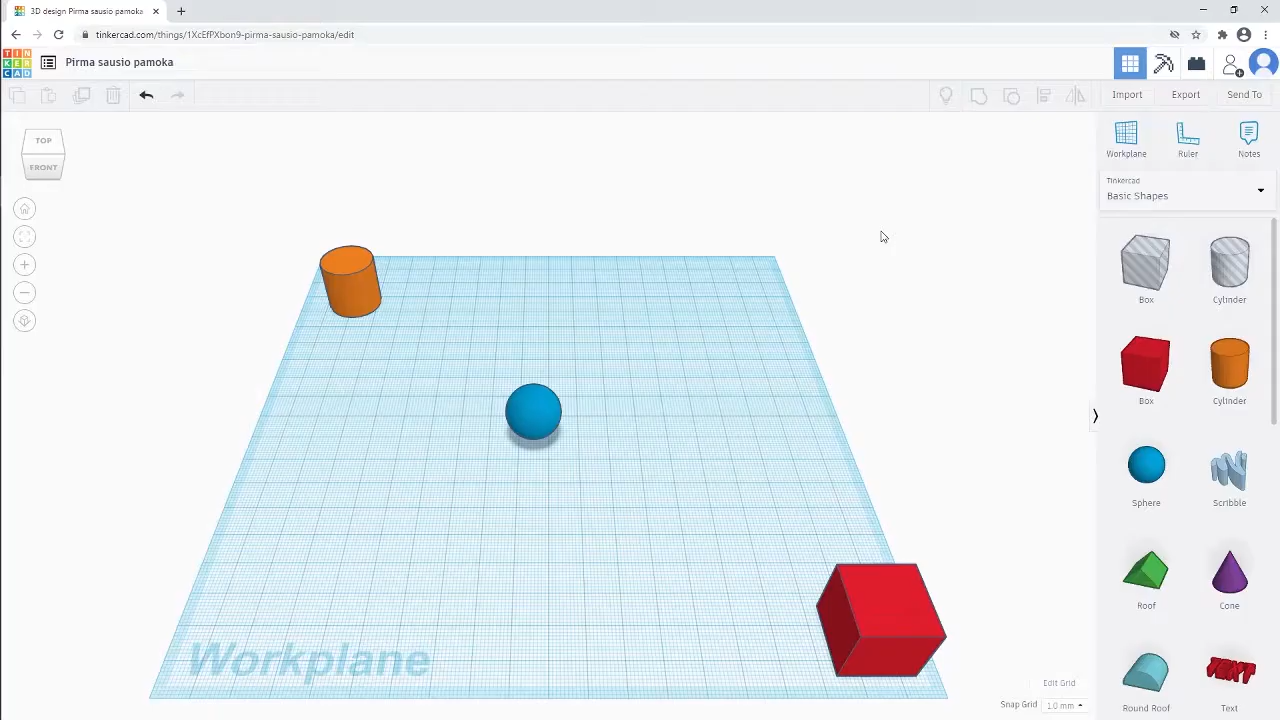 3D design Pirma sausio pamoka
tinkercad.com/things/1XcEfPXbon9-pirma-sausio-pamoka/edit
TIN
KER
CAD
Pirma sausio pamoka
Import
Export
Send To
TOP
FRONT
Workplane
Ruler
Notes
Tinkercad
Basic Shapes
Box
Cylinder
Box
Cylinder
Sphere
Scribble
Roof
Cone
Round Roof
TEXT
Text
Workplane
Edit Grid
Snap Grid 1.0 mm